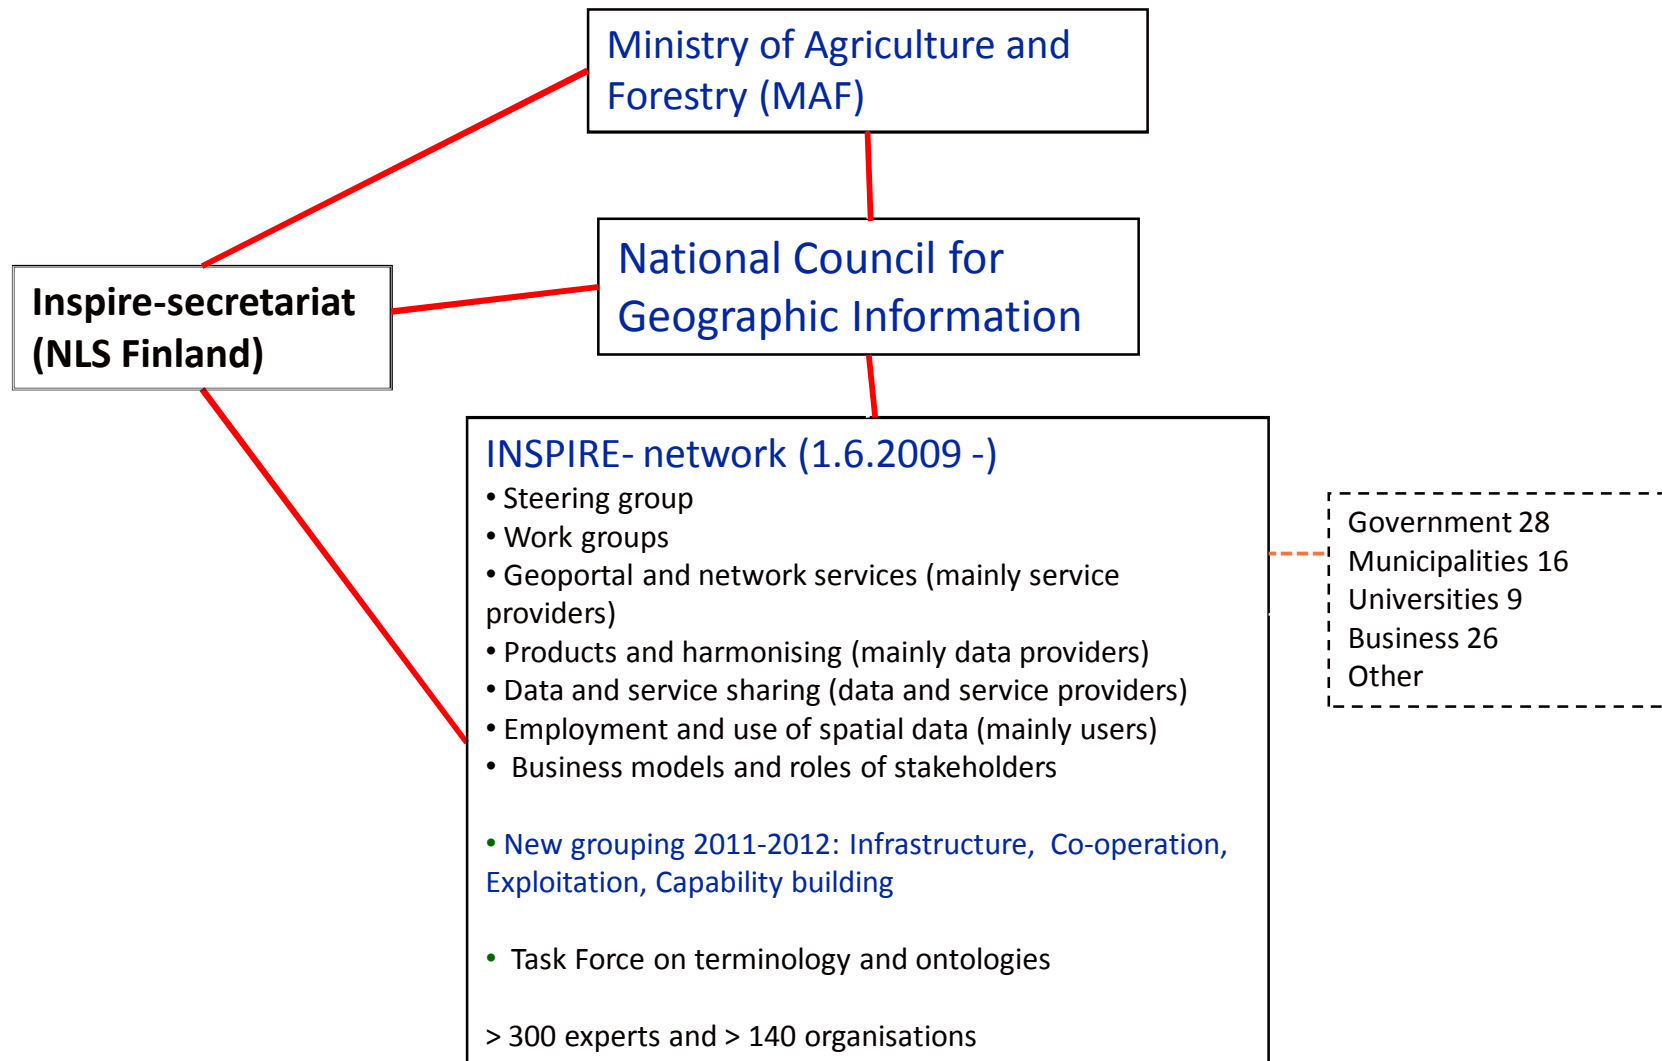 Ministry of Agriculture and
Forestry (MAF)
National Council for
Geographic Information
Inspire-secretariat
(NLS Finland)
INSPIRE- network (1.6.2009 -)
• Steering group
• Work groups
• Geoportal and network services (mainly service
providers)
• Products and harmonising (mainly data providers)
• Data and service sharing (data and service providers)
• Employment and use of spatial data (mainly users)
• Business models and roles of stakeholders
• New grouping 2011-2012: Infrastructure, Co-operation,
Exploitation, Capability building
• Task Force on terminology and ontologies
> 300 experts and > 140 organisations
Government 28
Municipalities 16
Universities 9
Business 26
Other